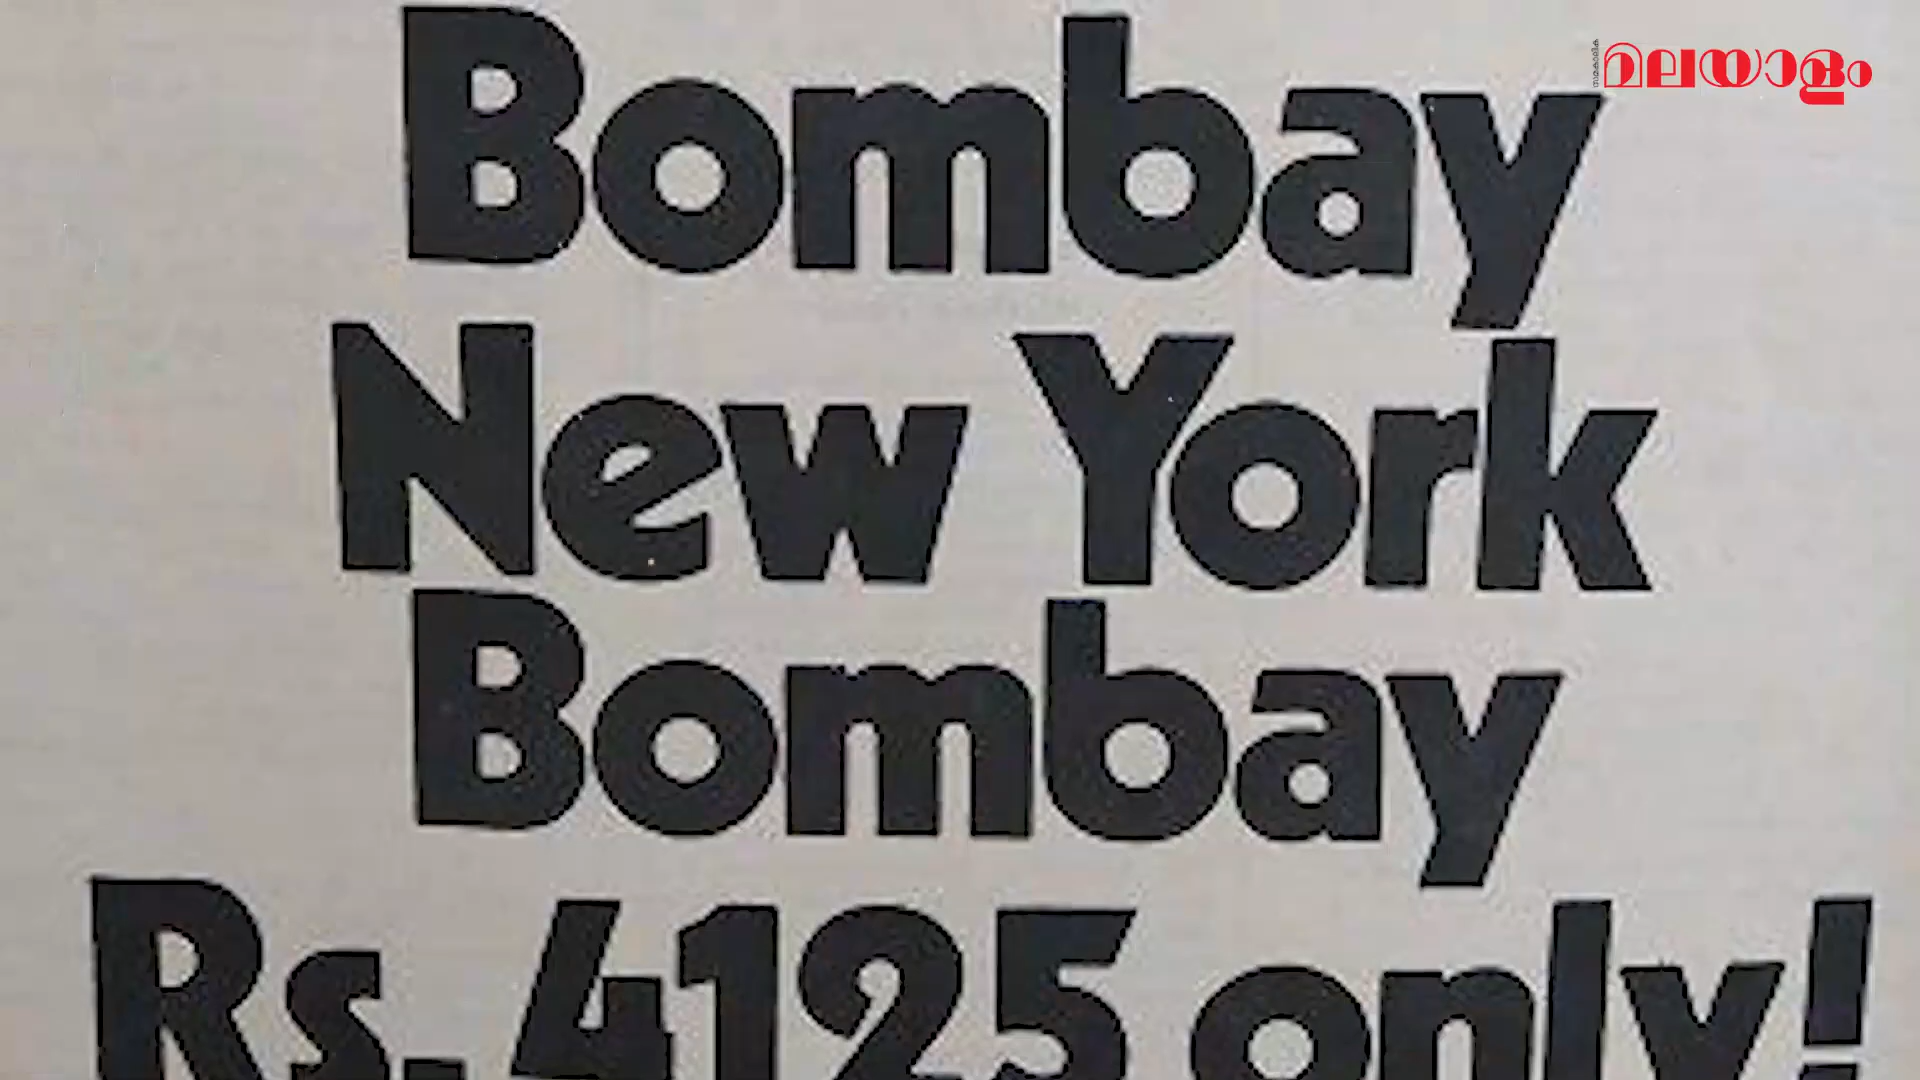 Bombay
മലയാളം
New York
Bombay
Rs. 4125 only!